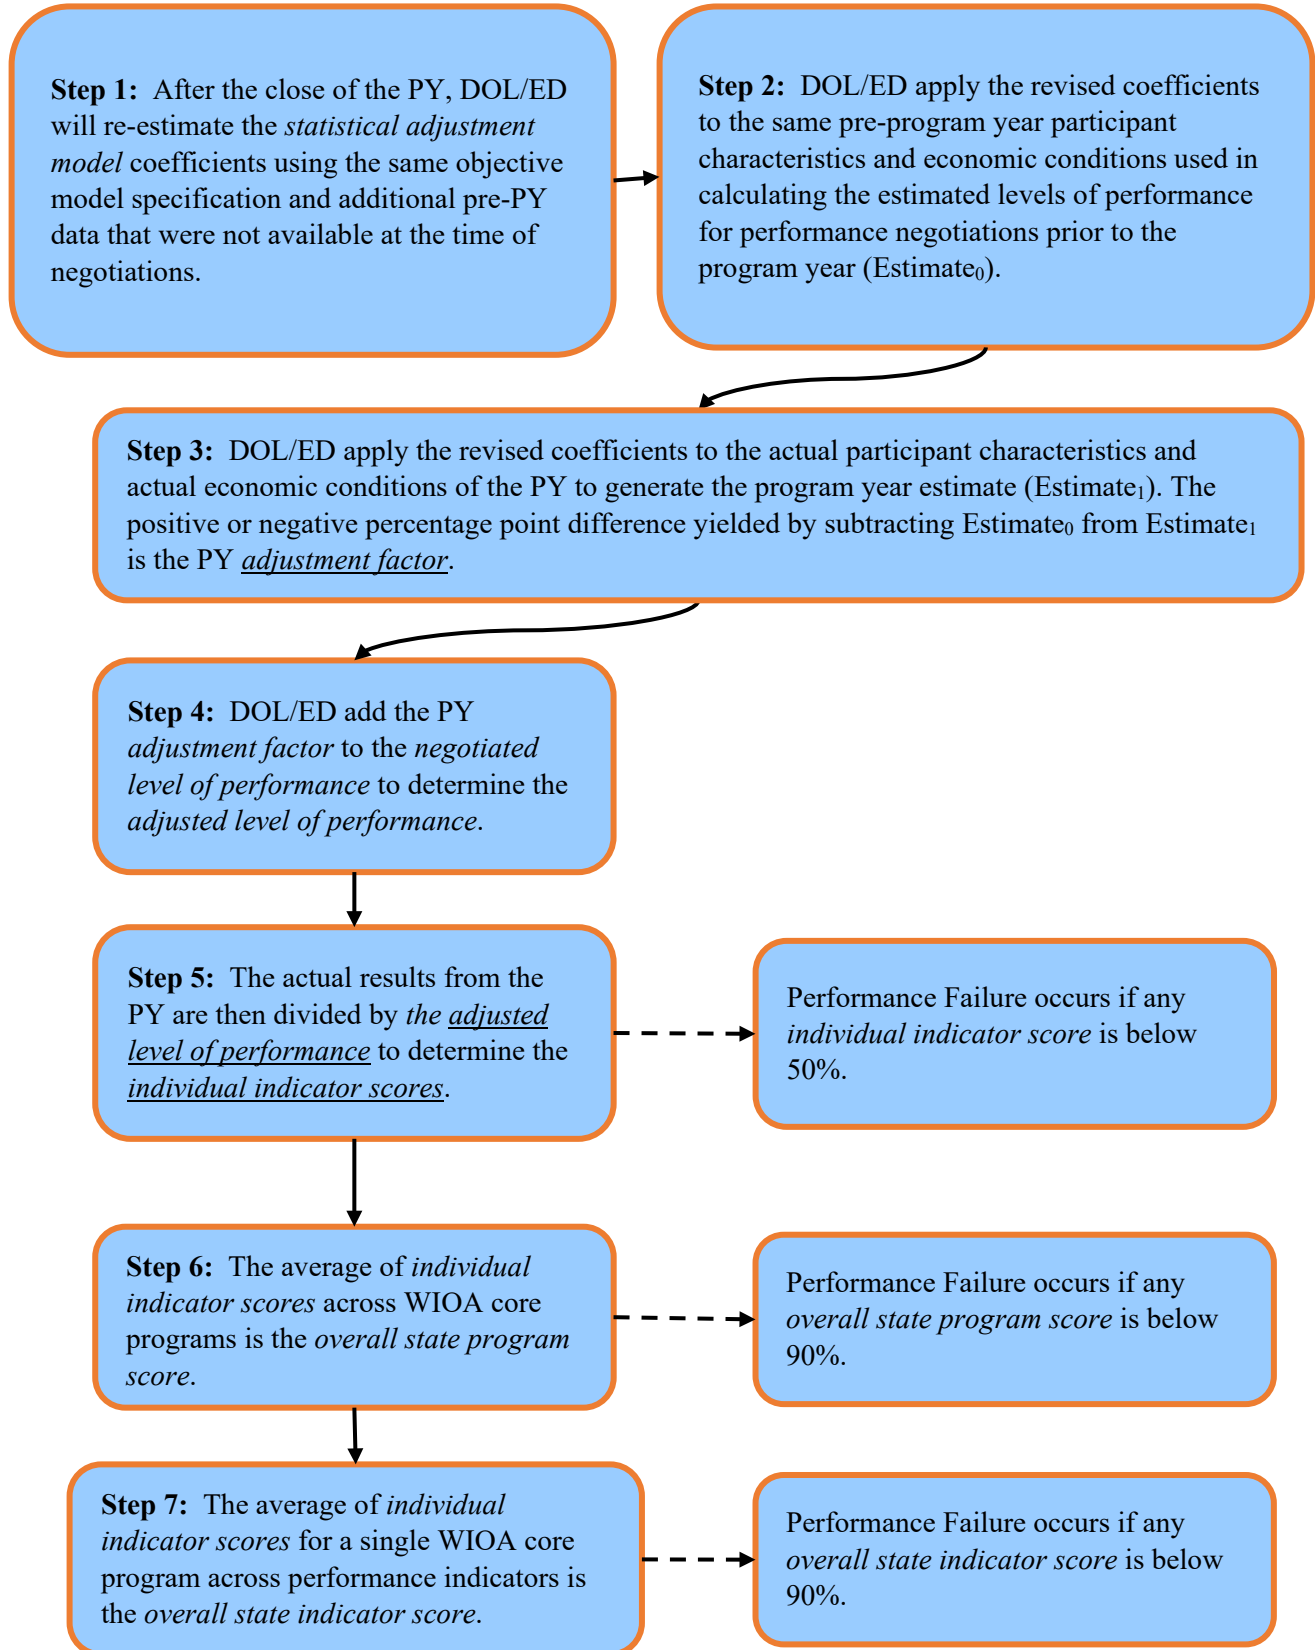 Step 1: After the close of the PY, DOL/ED
will re-estimate the statistical adjustment
model coefficients using the same objective
model specification and additional pre-PY
data that were not available at the time of
negotiations.
Step 2: DOL/ED apply the revised coefficients
to the same pre-program year participant
characteristics and economic conditions used in
calculating the estimated levels of performance
for performance negotiations prior to the
program year (Estimate₀).
Step 3: DOL/ED apply the revised coefficients to the actual participant characteristics and
actual economic conditions of the PY to generate the program year estimate (Estimate₁). The
positive or negative percentage point difference yielded by subtracting Estimate₀ from Estimate₁
is the PY adjustment factor.
Step 4: DOL/ED add the PY
adjustment factor to the negotiated
level of performance to determine the
adjusted level of performance.
Step 5: The actual results from the
PY are then divided by the adjusted
level of performance to determine the
individual indicator scores.
Performance Failure occurs if any
individual indicator score is below
50%.
Step 6: The average of individual
indicator scores across WIOA core
programs is the overall state program
score.
Performance Failure occurs if any
overall state program score is below
90%.
Step 7: The average of individual
indicator scores for a single WIOA core
program across performance indicators is
the overall state indicator score.
Performance Failure occurs if any
overall state indicator score is below
90%.